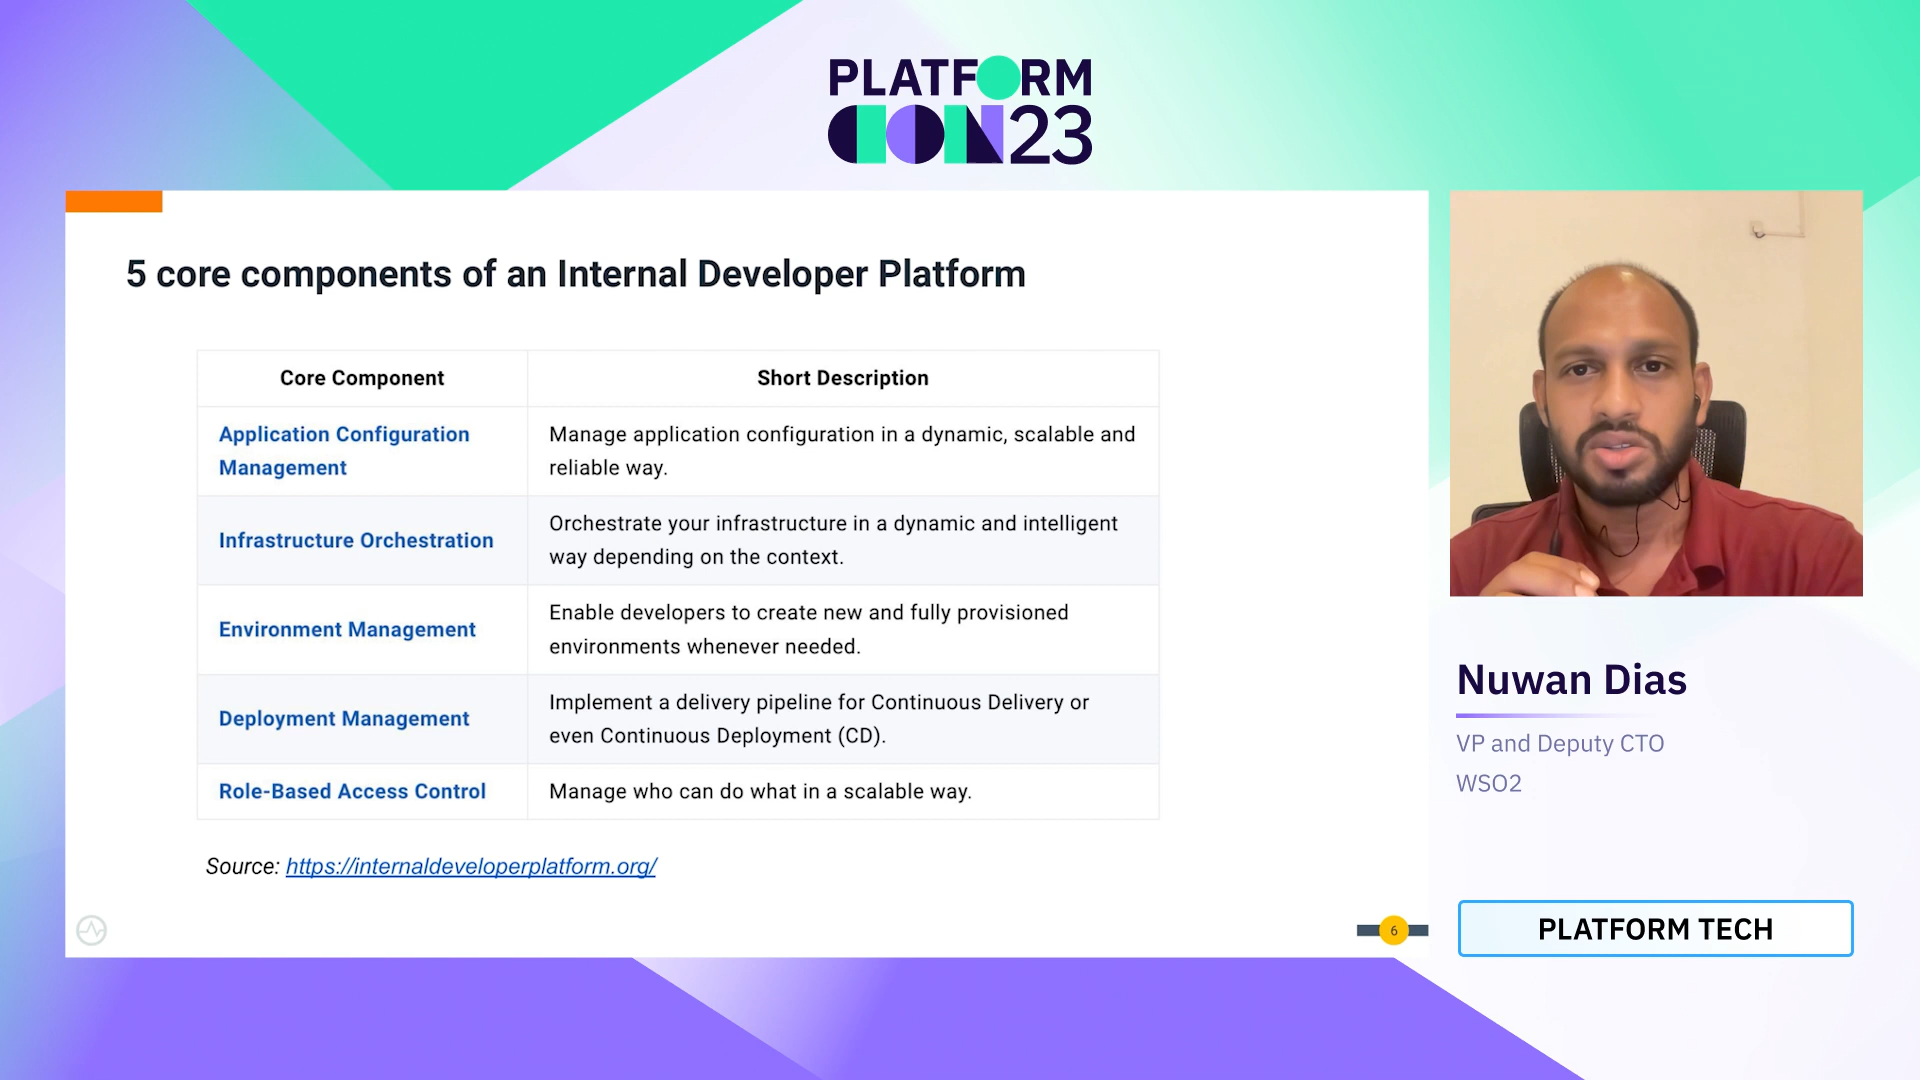 PLATFORM
CON23
5 core components of an Internal Developer Platform
Core Component
Short Description
Application Configuration
Management
Manage application configuration in a dynamic, scalable and
reliable way.
Infrastructure Orchestration
Orchestrate your infrastructure in a dynamic and intelligent
way depending on the context.
Environment Management
Enable developers to create new and fully provisioned
environments whenever needed.
Deployment Management
Implement a delivery pipeline for Continuous Delivery or
even Continuous Deployment (CD).
Role-Based Access Control
Manage who can do what in a scalable way.
Source: https://internaldeveloperplatform.org/
6
Nuwan Dias
VP and Deputy CTO
WSO2
PLATFORM TECH